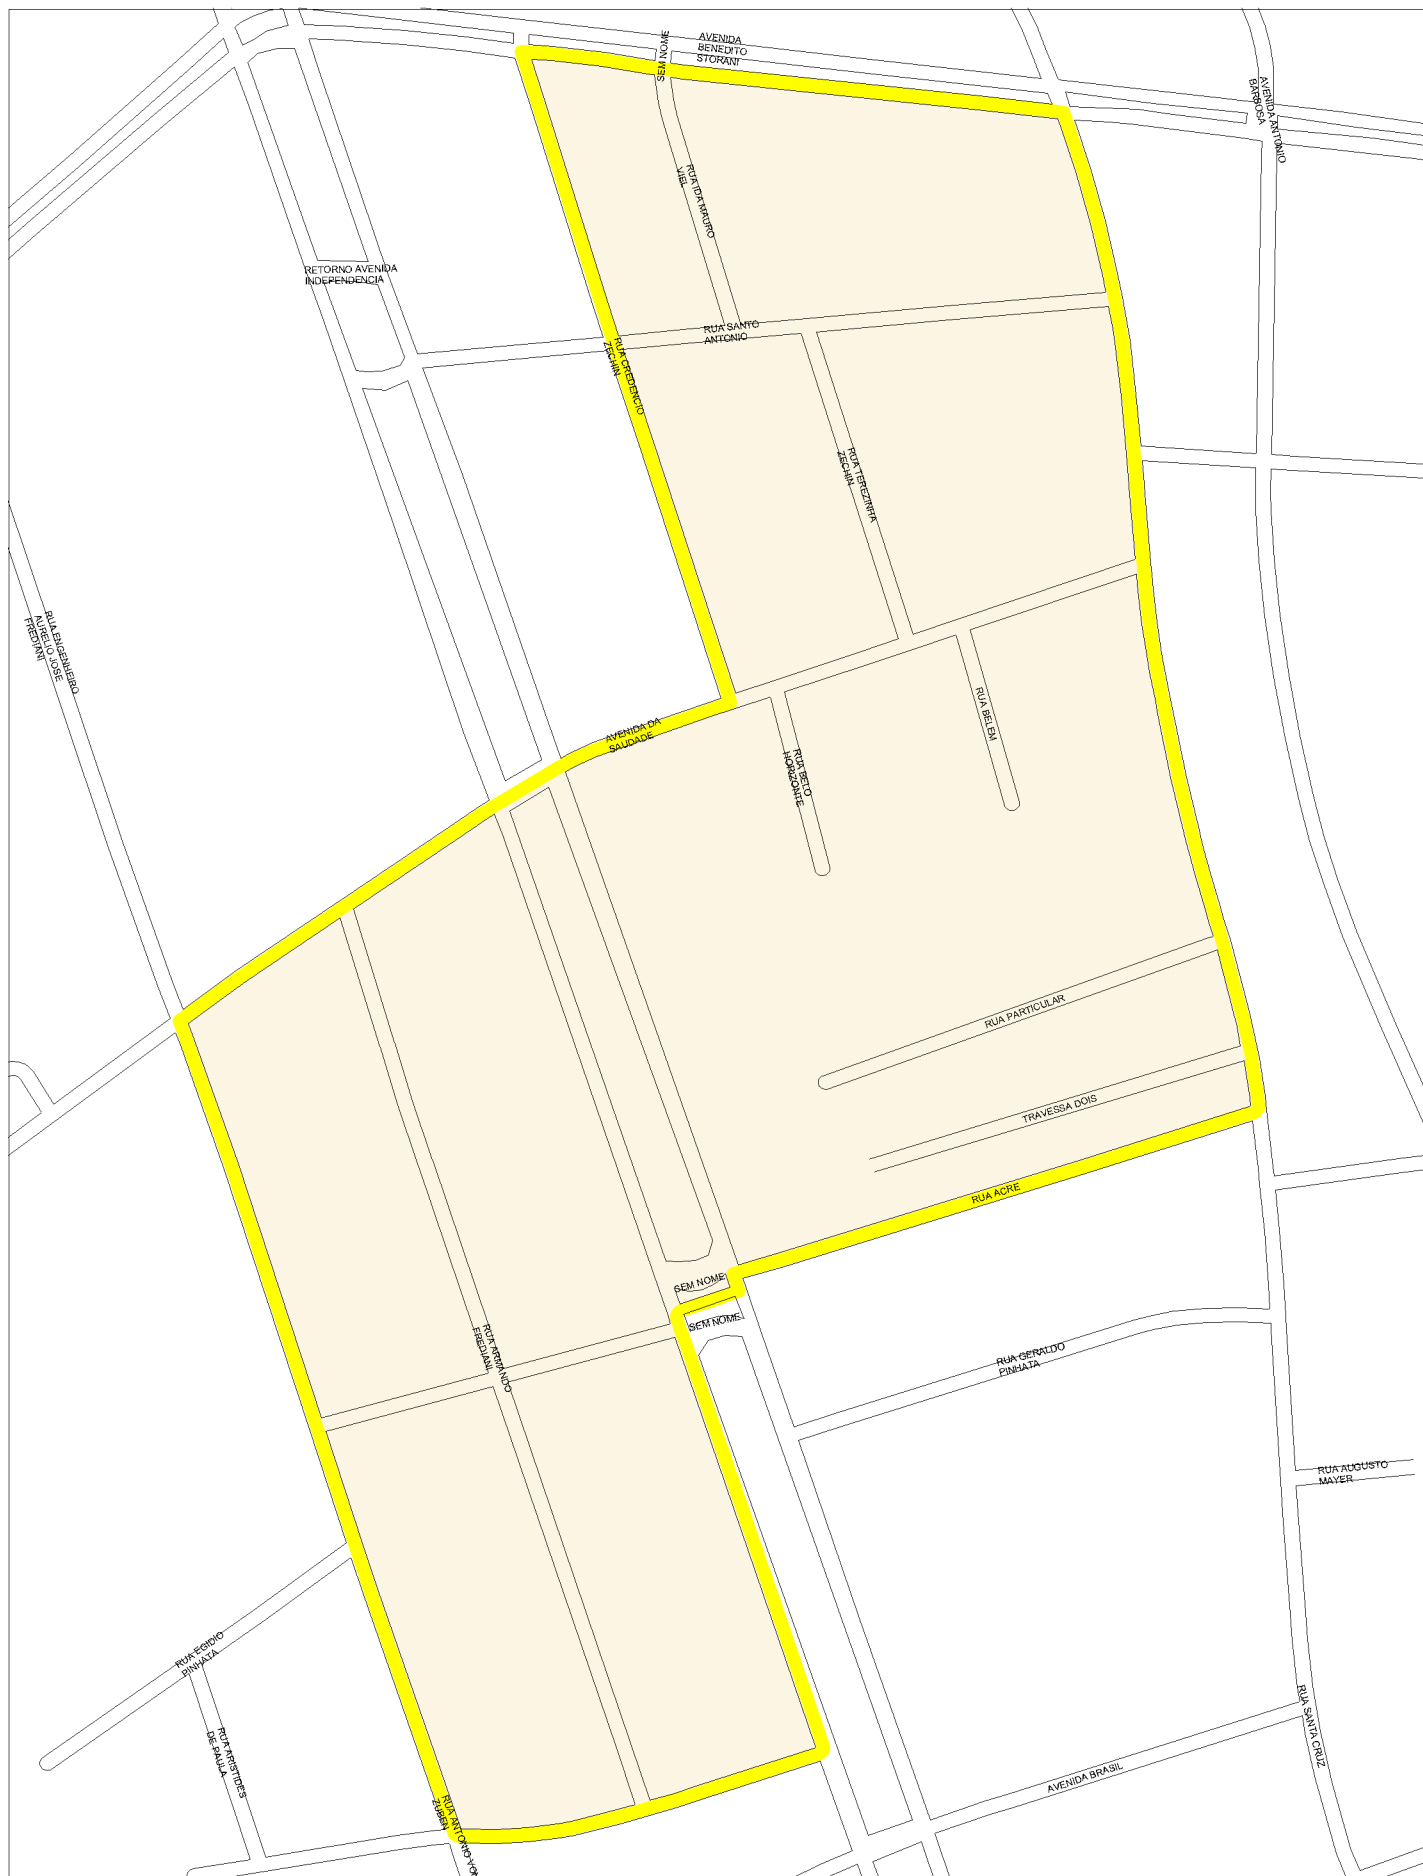 AVENIDA
BENEDITO
STORANI
SEM NOME
AVENIDA ANTONIO
BARBOSA
RUA IDA MAURO
VIEL
RETORNO AVENIDA
INDEPENDENCIA
RUA SANTO
ANTONIO
RUA CREDENCIO
ZECHIN
RUA TEREZINHA
ZECHIN
RUA ENGENHEIRO
AURELIO JOSE
FREDIANI
AVENIDA DA
SAUDADE
RUA BELEM
RUA BELO
HORIZONTE
RUA PARTICULAR
TRAVESSA DOIS
RUA ACRE
SEM NOME
SEM NOME
RUA ARMANDO
FREDIANI
RUA GERALDO
PINHATA
RUA AUGUSTO
MAYER
RUA EGIDIO
PINHATA
RUA SANTA CRUZ
RUA ARISTIDES
DE PAULA
AVENIDA BRASIL
RUA ANTONIO VON
ZUBEN